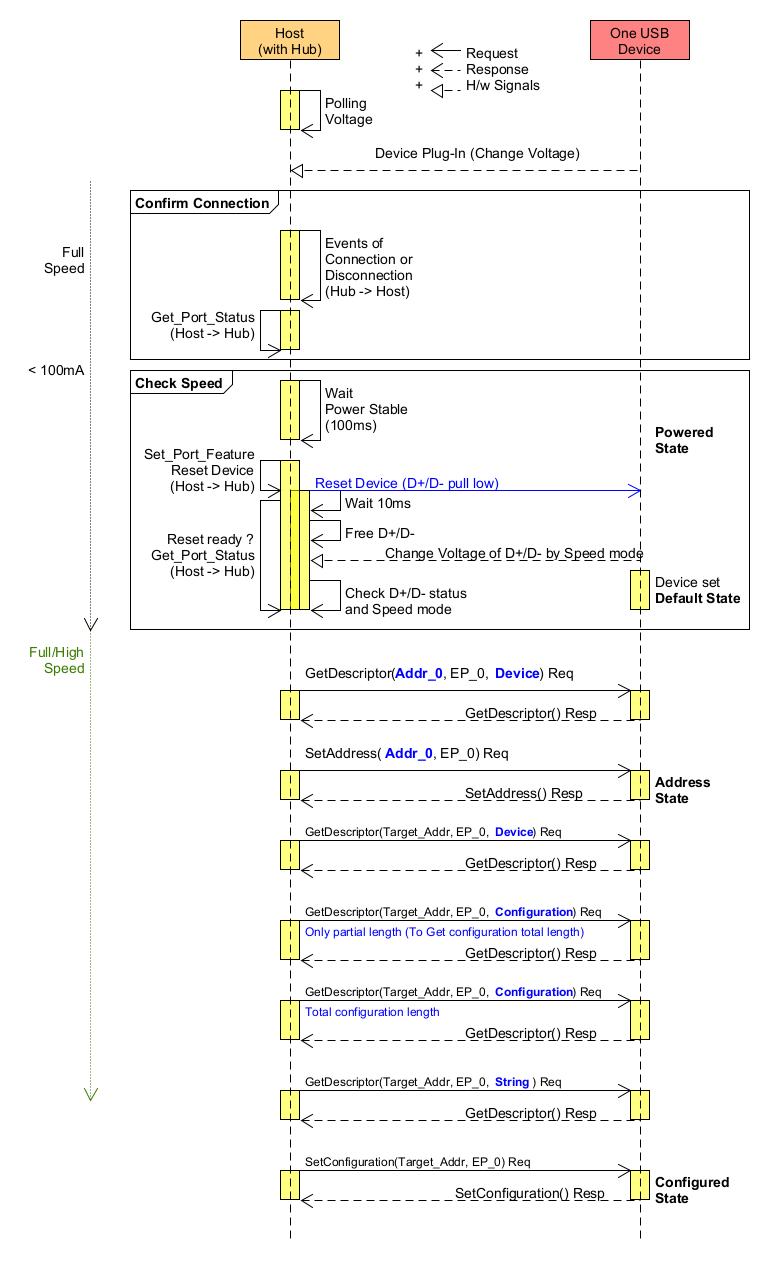 Host
(with Hub)
One USB
Device
+ Request
+ Response
+ H/w Signals
Polling
Voltage
Device Plug-In (Change Voltage)
Confirm Connection
Full
Speed
Events of
Connection or
Disconnection
(Hub -> Host)
Get_Port_Status
(Host -> Hub)
< 100mA
Check Speed
Wait
Power Stable
(100ms)
Powered
State
Set_Port_Feature
Reset Device
(Host -> Hub)
Reset Device (D+/D- pull low)
Wait 10ms
Free D+/D-
Reset ready ?
Get_Port_Status
(Host -> Hub)
Change Voltage of D+/D- by Speed mode
Device set
Default State
Check D+/D- status
and Speed mode
Full/High
Speed
GetDescriptor(Addr_0, EP_0, Device) Req
GetDescriptor() Resp
SetAddress( Addr_0, EP_0) Req
SetAddress() Resp
Address
State
GetDescriptor(Target_Addr, EP_0, Device) Req
GetDescriptor() Resp
GetDescriptor(Target_Addr, EP_0, Configuration) Req
Only partial length (To Get configuration total length)
GetDescriptor() Resp
GetDescriptor(Target_Addr, EP_0, Configuration) Req
Total configuration length
GetDescriptor() Resp
GetDescriptor(Target_Addr, EP_0, String ) Req
GetDescriptor() Resp
SetConfiguration(Target_Addr, EP_0) Req
SetConfiguration() Resp
Configured
State